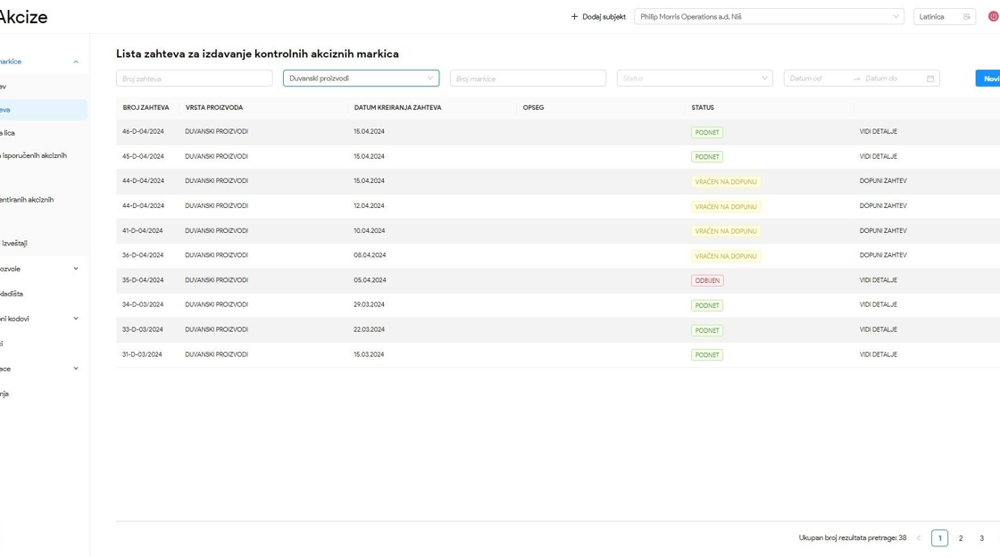 Akcize
Dodaj subjekt
Philip Morris Operations a.d. Niš
Latinica
Lista zahteva za izdavanje kontrolnih akciznih markica
Broj zahteva
Duvanski proizvodi
Broj markice
Status
Datum od → Datum do
Novi
BROJ ZAHTEVA VRSTA PROIZVODA DATUM KREIRANJA ZAHTEVA OPSEG STATUS
46-D-04/2024 DUVANSKI PROIZVODI 15.04.2024 PODNET VIDI DETALJE
45-D-04/2024 DUVANSKI PROIZVODI 15.04.2024 PODNET VIDI DETALJE
44-D-04/2024 DUVANSKI PROIZVODI 15.04.2024 VRAĆEN NA DOPUNU DOPUNI ZAHTEV
44-D-04/2024 DUVANSKI PROIZVODI 12.04.2024 VRAĆEN NA DOPUNU DOPUNI ZAHTEV
41-D-04/2024 DUVANSKI PROIZVODI 10.04.2024 VRAĆEN NA DOPUNU DOPUNI ZAHTEV
36-D-04/2024 DUVANSKI PROIZVODI 08.04.2024 VRAĆEN NA DOPUNU DOPUNI ZAHTEV
35-D-04/2024 DUVANSKI PROIZVODI 05.04.2024 ODBIJEN VIDI DETALJE
34-D-03/2024 DUVANSKI PROIZVODI 29.03.2024 PODNET VIDI DETALJE
33-D-03/2024 DUVANSKI PROIZVODI 22.03.2024 PODNET VIDI DETALJE
31-D-03/2024 DUVANSKI PROIZVODI 15.03.2024 PODNET VIDI DETALJE
Ukupan broj rezultata pretrage: 38 < 1 2 3
markice
ev
eva
a lica
isporučenih akciznih
entiranih akciznih
i izveštaji
ozvole
kladišta
ni kodovi
ci
ace
nja